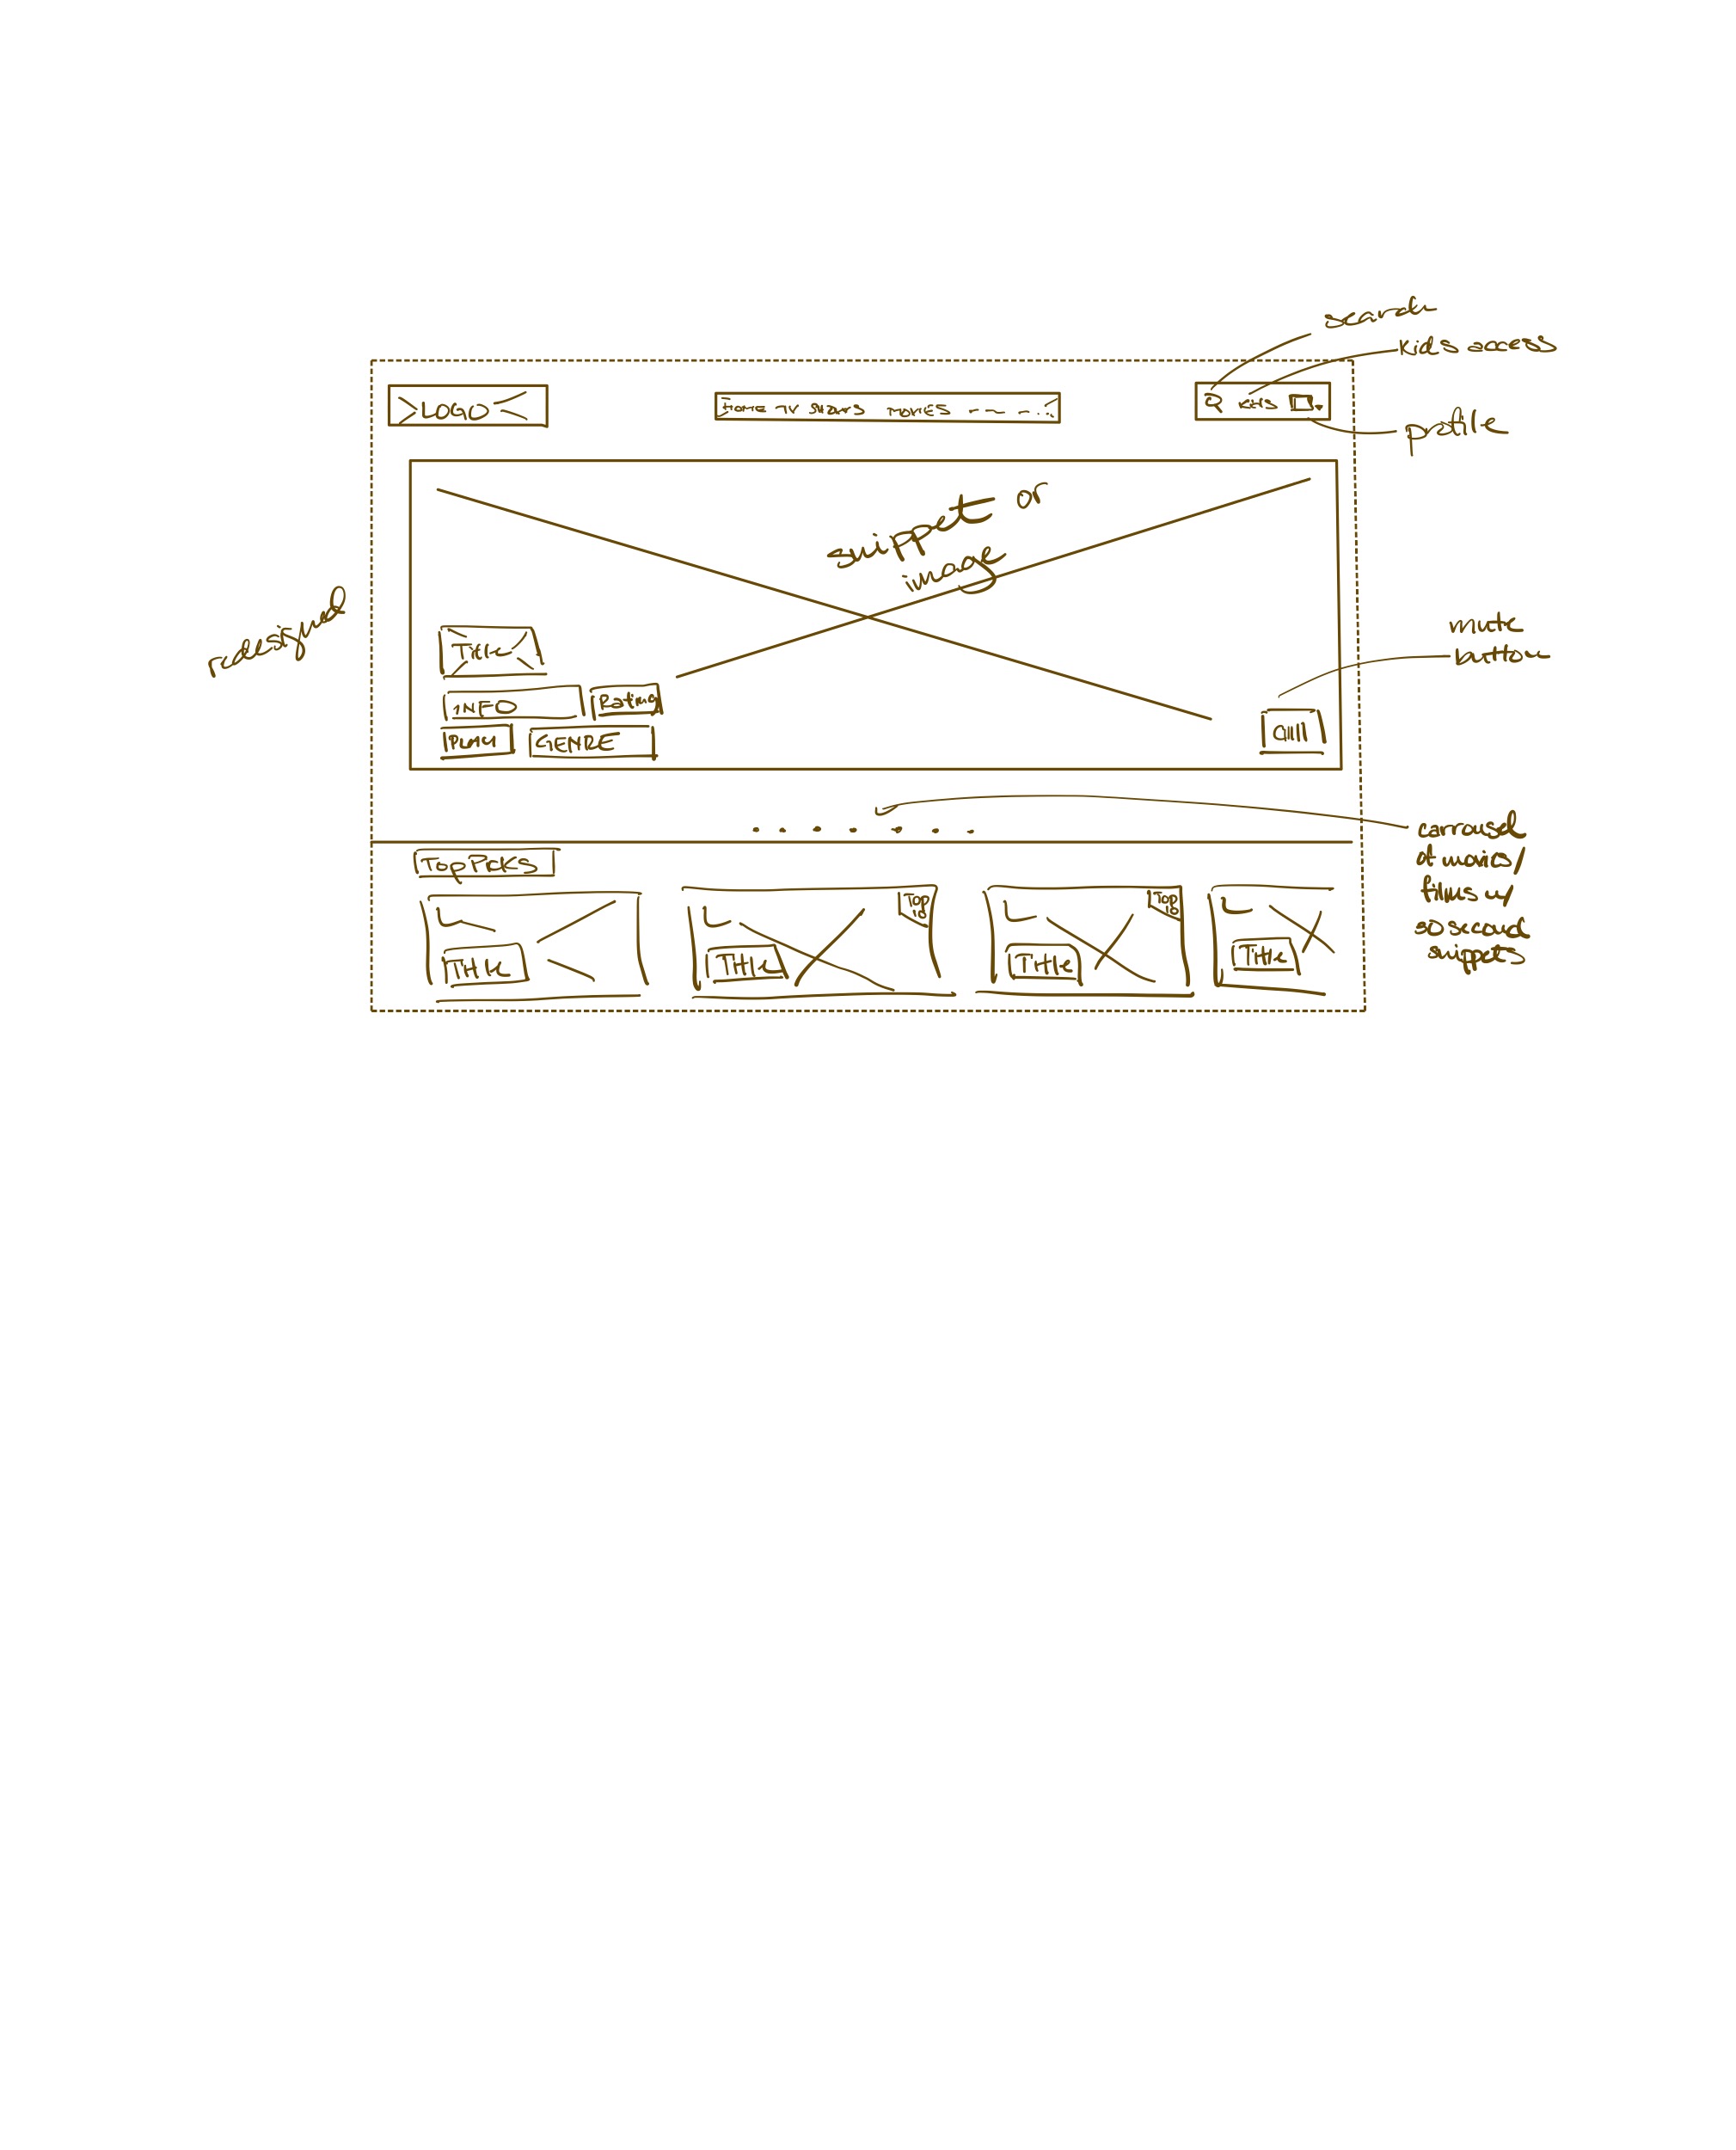 search
kids access
LOGO
HOME TV SHOWS MOVIES
KIDS
profile
snippet or
image
redesigned
mute
button
Title
INFO
Rating
PLAY
GENRE
carrousel
of movies/
films w/
30 second
snippets
TOP PICKS
TOP
10
TOP
10
Title
Title
Title
Title